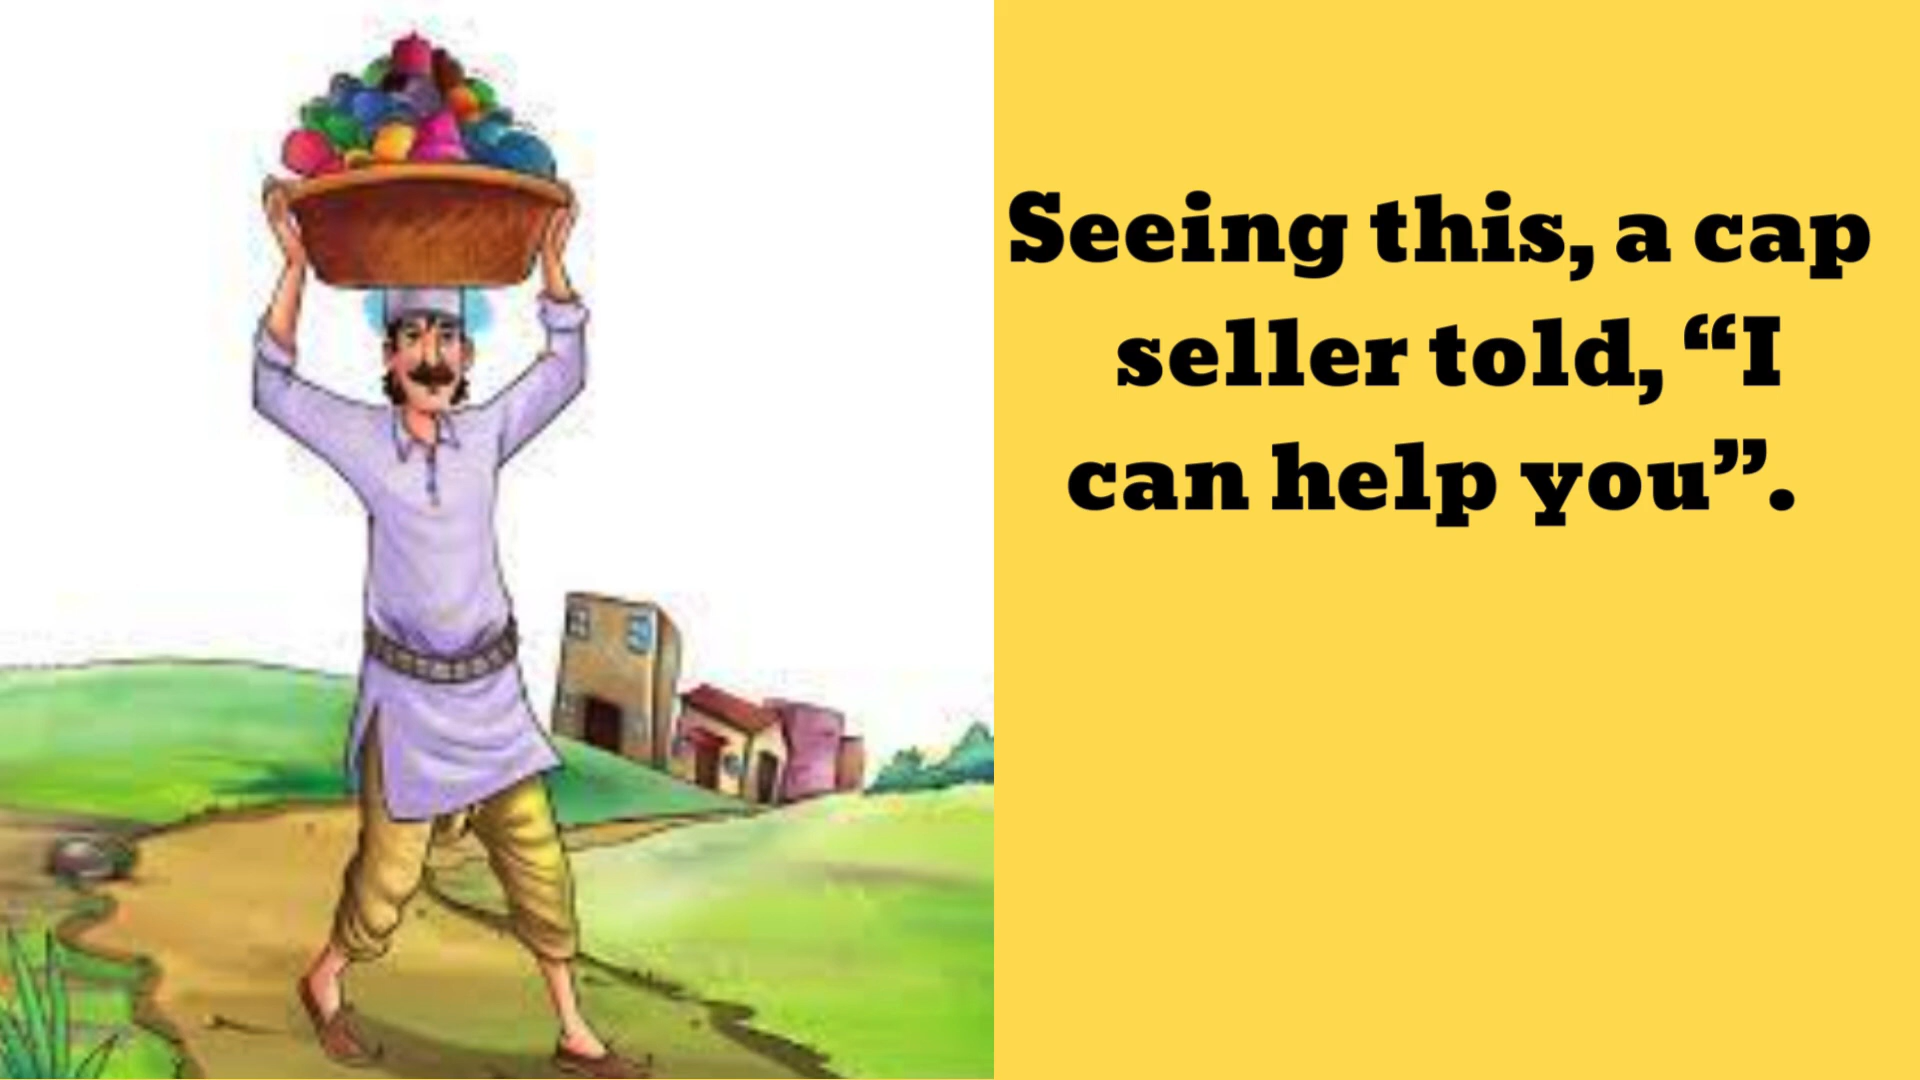 Seeing this, a cap
seller told, “I
can help you”.